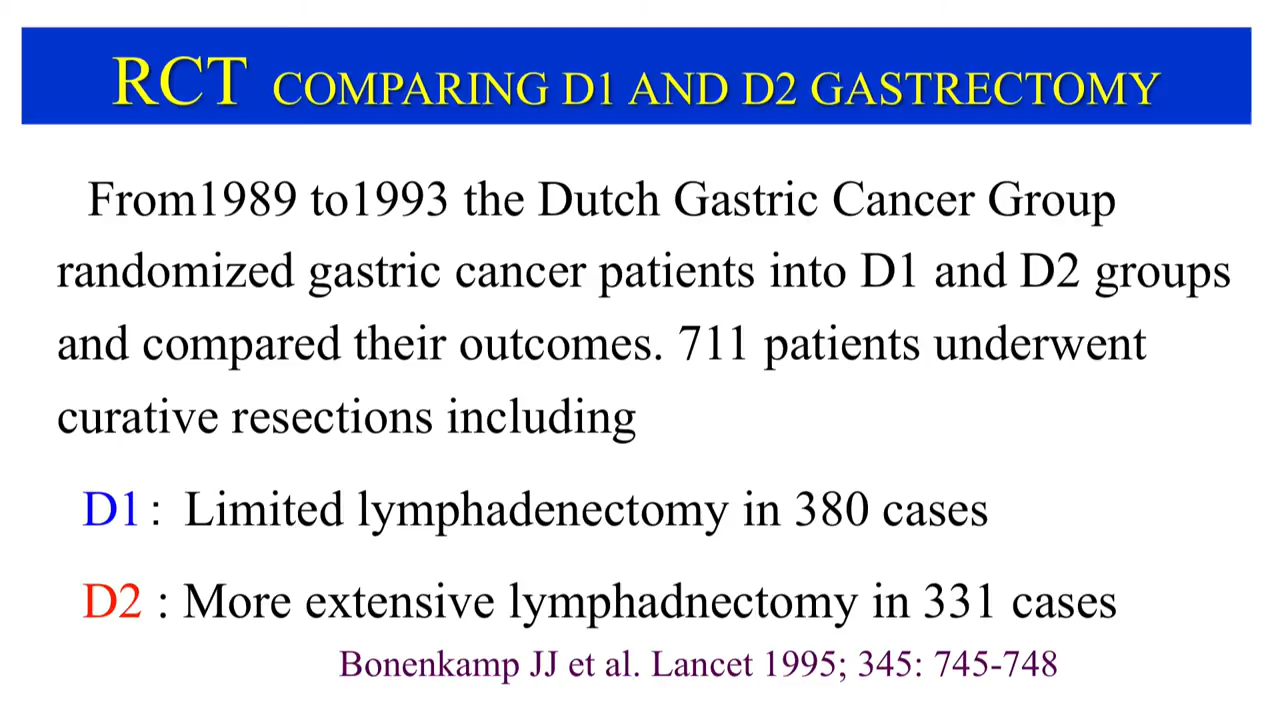 RCT COMPARING D1 AND D2 GASTRECTOMY
From1989 to1993 the Dutch Gastric Cancer Group
randomized gastric cancer patients into D1 and D2 groups
and compared their outcomes. 711 patients underwent
curative resections including
D1 : Limited lymphadenectomy in 380 cases
D2 : More extensive lymphadnectomy in 331 cases
Bonenkamp JJ et al. Lancet 1995; 345: 745-748